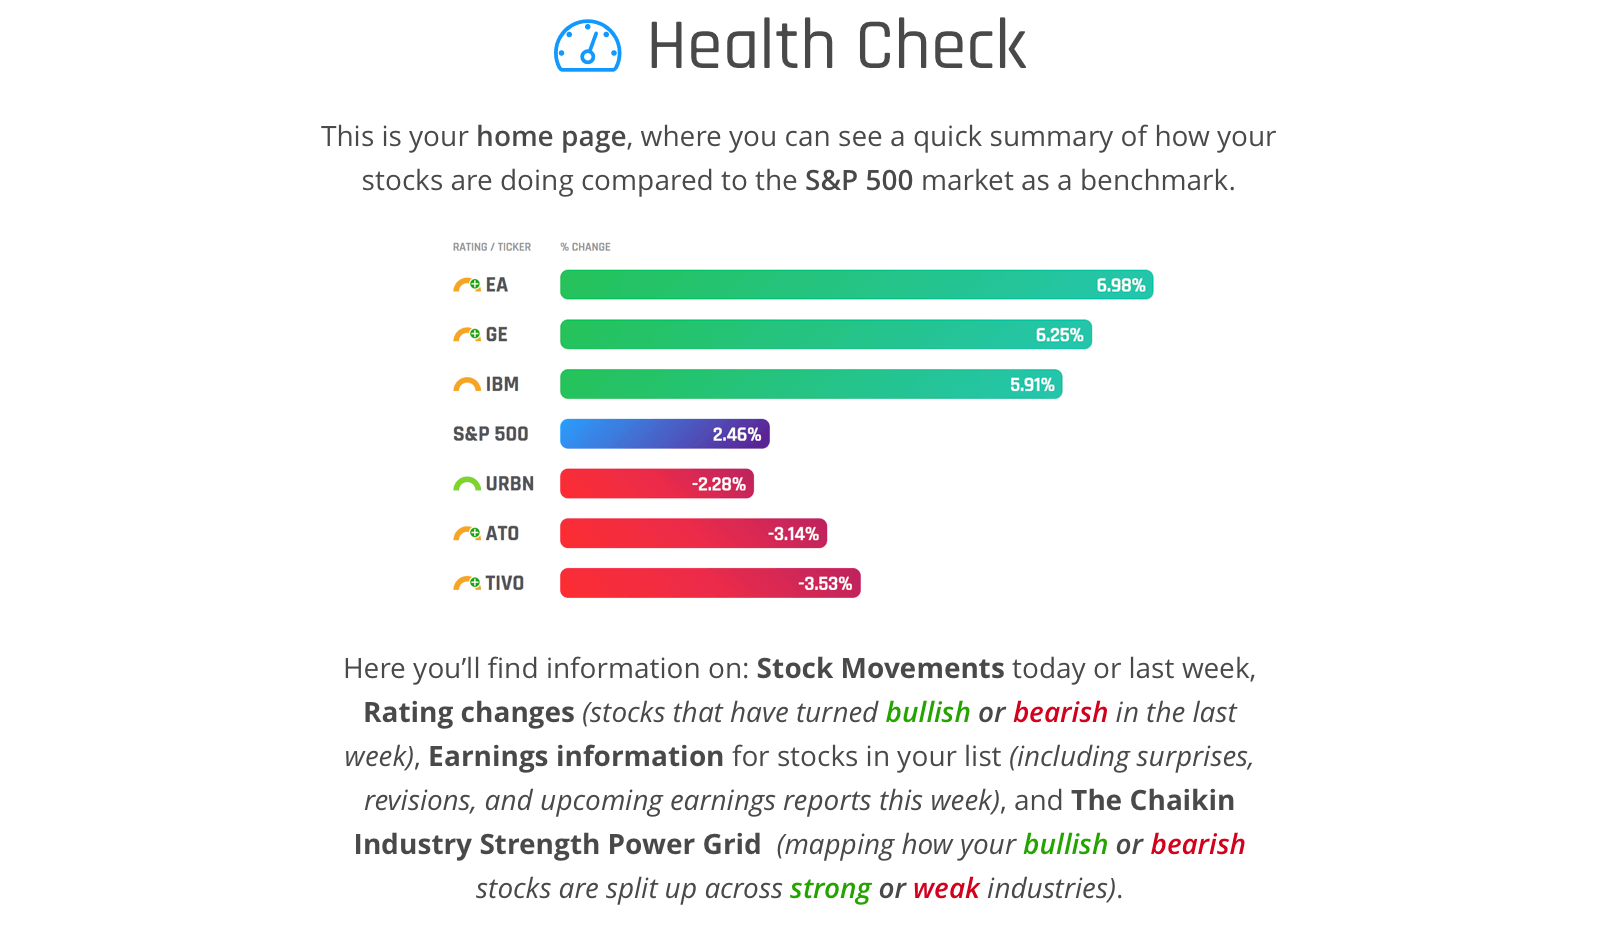 Health Check
This is your home page, where you can see a quick summary of how your
stocks are doing compared to the S&P 500 market as a benchmark.
RATING / TICKER % CHANGE
EA 6.98%
GE 6.25%
IBM 5.91%
S&P 500 2.46%
URBN -2.28%
ATO -3.14%
TIVO -3.53%
Here you’ll find information on: Stock Movements today or last week,
Rating changes (stocks that have turned bullish or bearish in the last
week), Earnings information for stocks in your list (including surprises,
revisions, and upcoming earnings reports this week), and The Chaikin
Industry Strength Power Grid (mapping how your bullish or bearish
stocks are split up across strong or weak industries).